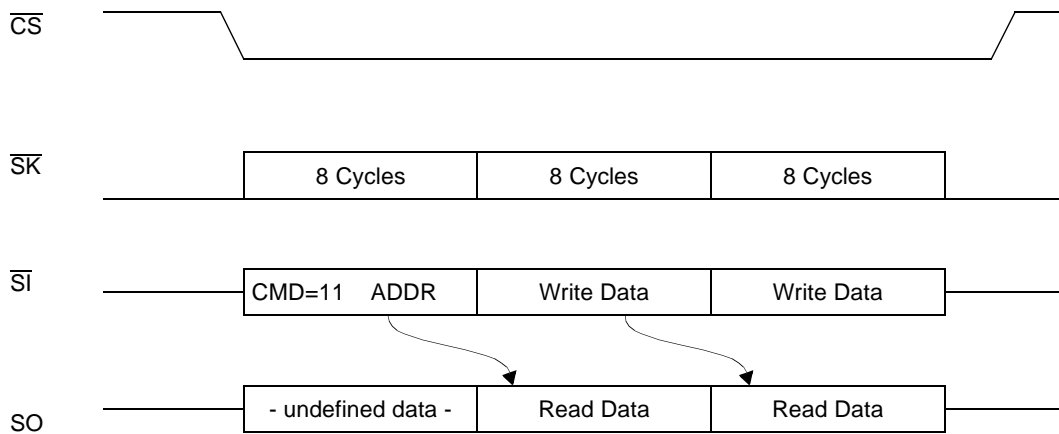 CS
SK
8 Cycles 8 Cycles 8 Cycles
SI
CMD=11 ADDR Write Data Write Data
SO
- undefined data - Read Data Read Data